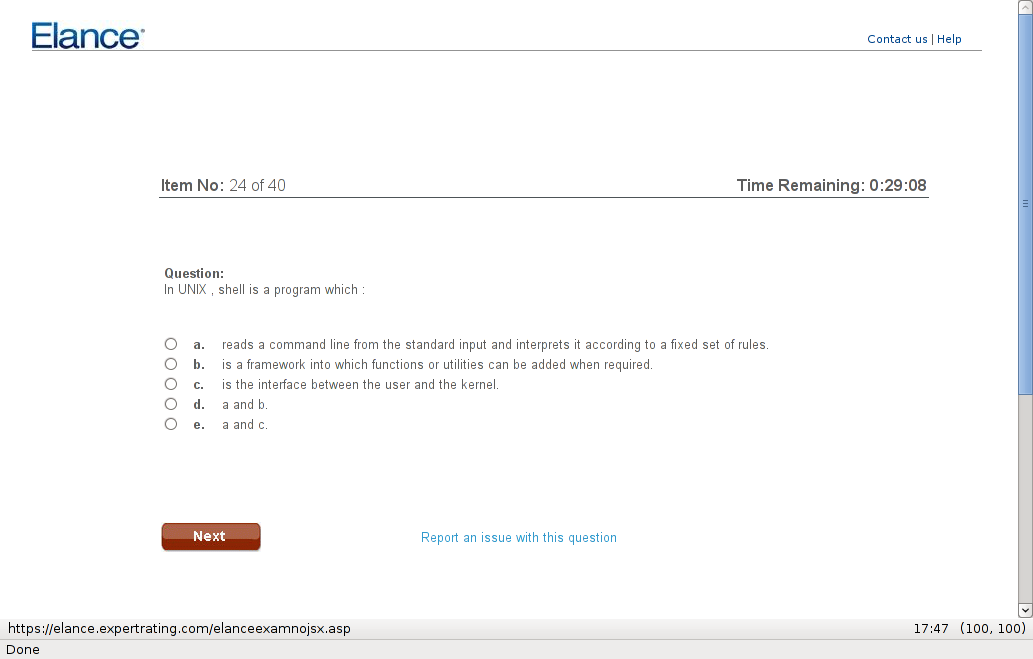 Elance®
Contact us | Help
Item No: 24 of 40
Time Remaining: 0:29:08
Question:
In UNIX , shell is a program which :
a. reads a command line from the standard input and interprets it according to a fixed set of rules.
b. is a framework into which functions or utilities can be added when required.
c. is the interface between the user and the kernel.
d. a and b.
e. a and c.
Next
Report an issue with this question
https://elance.expertrating.com/elanceexamnojsx.asp
17:47 (100, 100)
Done